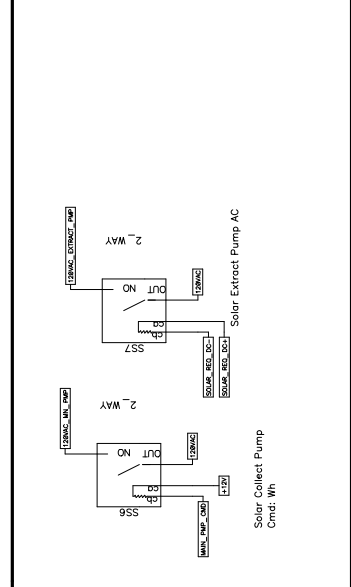 120VAC_EXTRACT_PMP
2_WAY
NO
OUT
ca
cb
SS7
120VAC
SOLAR_REQ_DC-
SOLAR_REQ_DC+
Solar Extract Pump AC
120VAC_MN_PMP
2_WAY
NO
OUT
ca
cb
SS6
120VAC
+12V
MAIN_PMP_CMD
Solar Collect Pump
Cmd: Wh